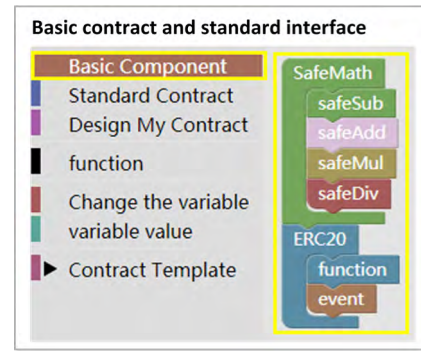 Basic contract and standard interface
Basic Component
Standard Contract
Design My Contract
function
Change the variable
variable value
Contract Template
SafeMath
safeSub
safeAdd
safeMul
safeDiv
ERC20
function
event